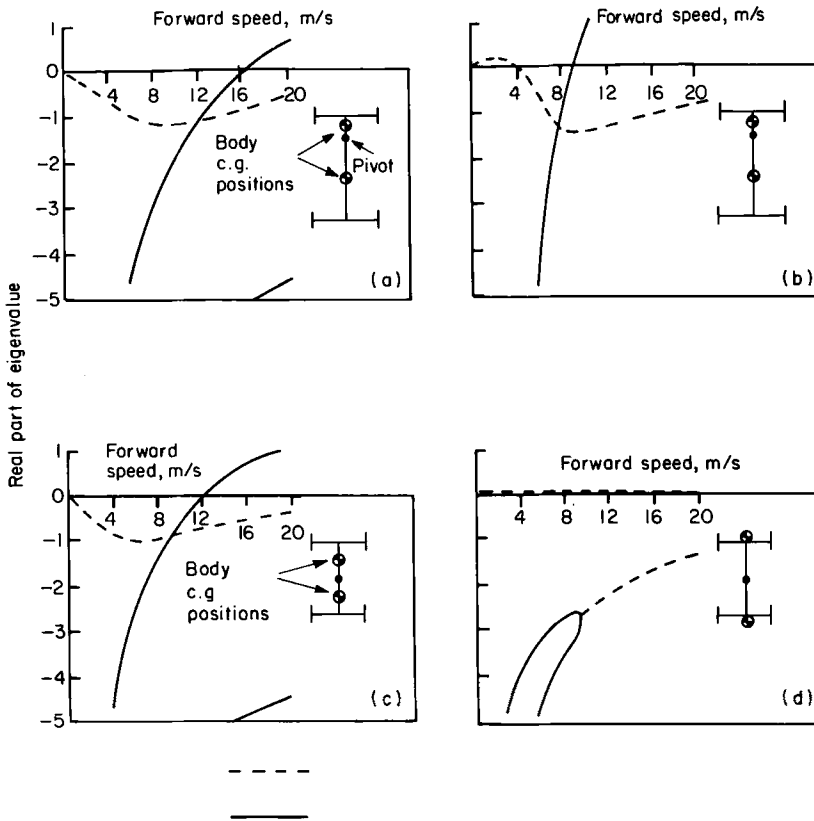 Forward speed, m/s
1
0
-1
-2
-3
-4
-5
4 8 12 16 20
Body
c.g.
positions
Pivot
(a)
Forward speed, m/s
4 8 12 16 20
(b)
Real part of eigenvalue
Forward
speed, m/s
1
0
-1
-2
-3
-4
-5
4 8 12 16 20
Body
c.g
positions
(c)
Forward speed, m/s
4 8 12 16 20
(d)